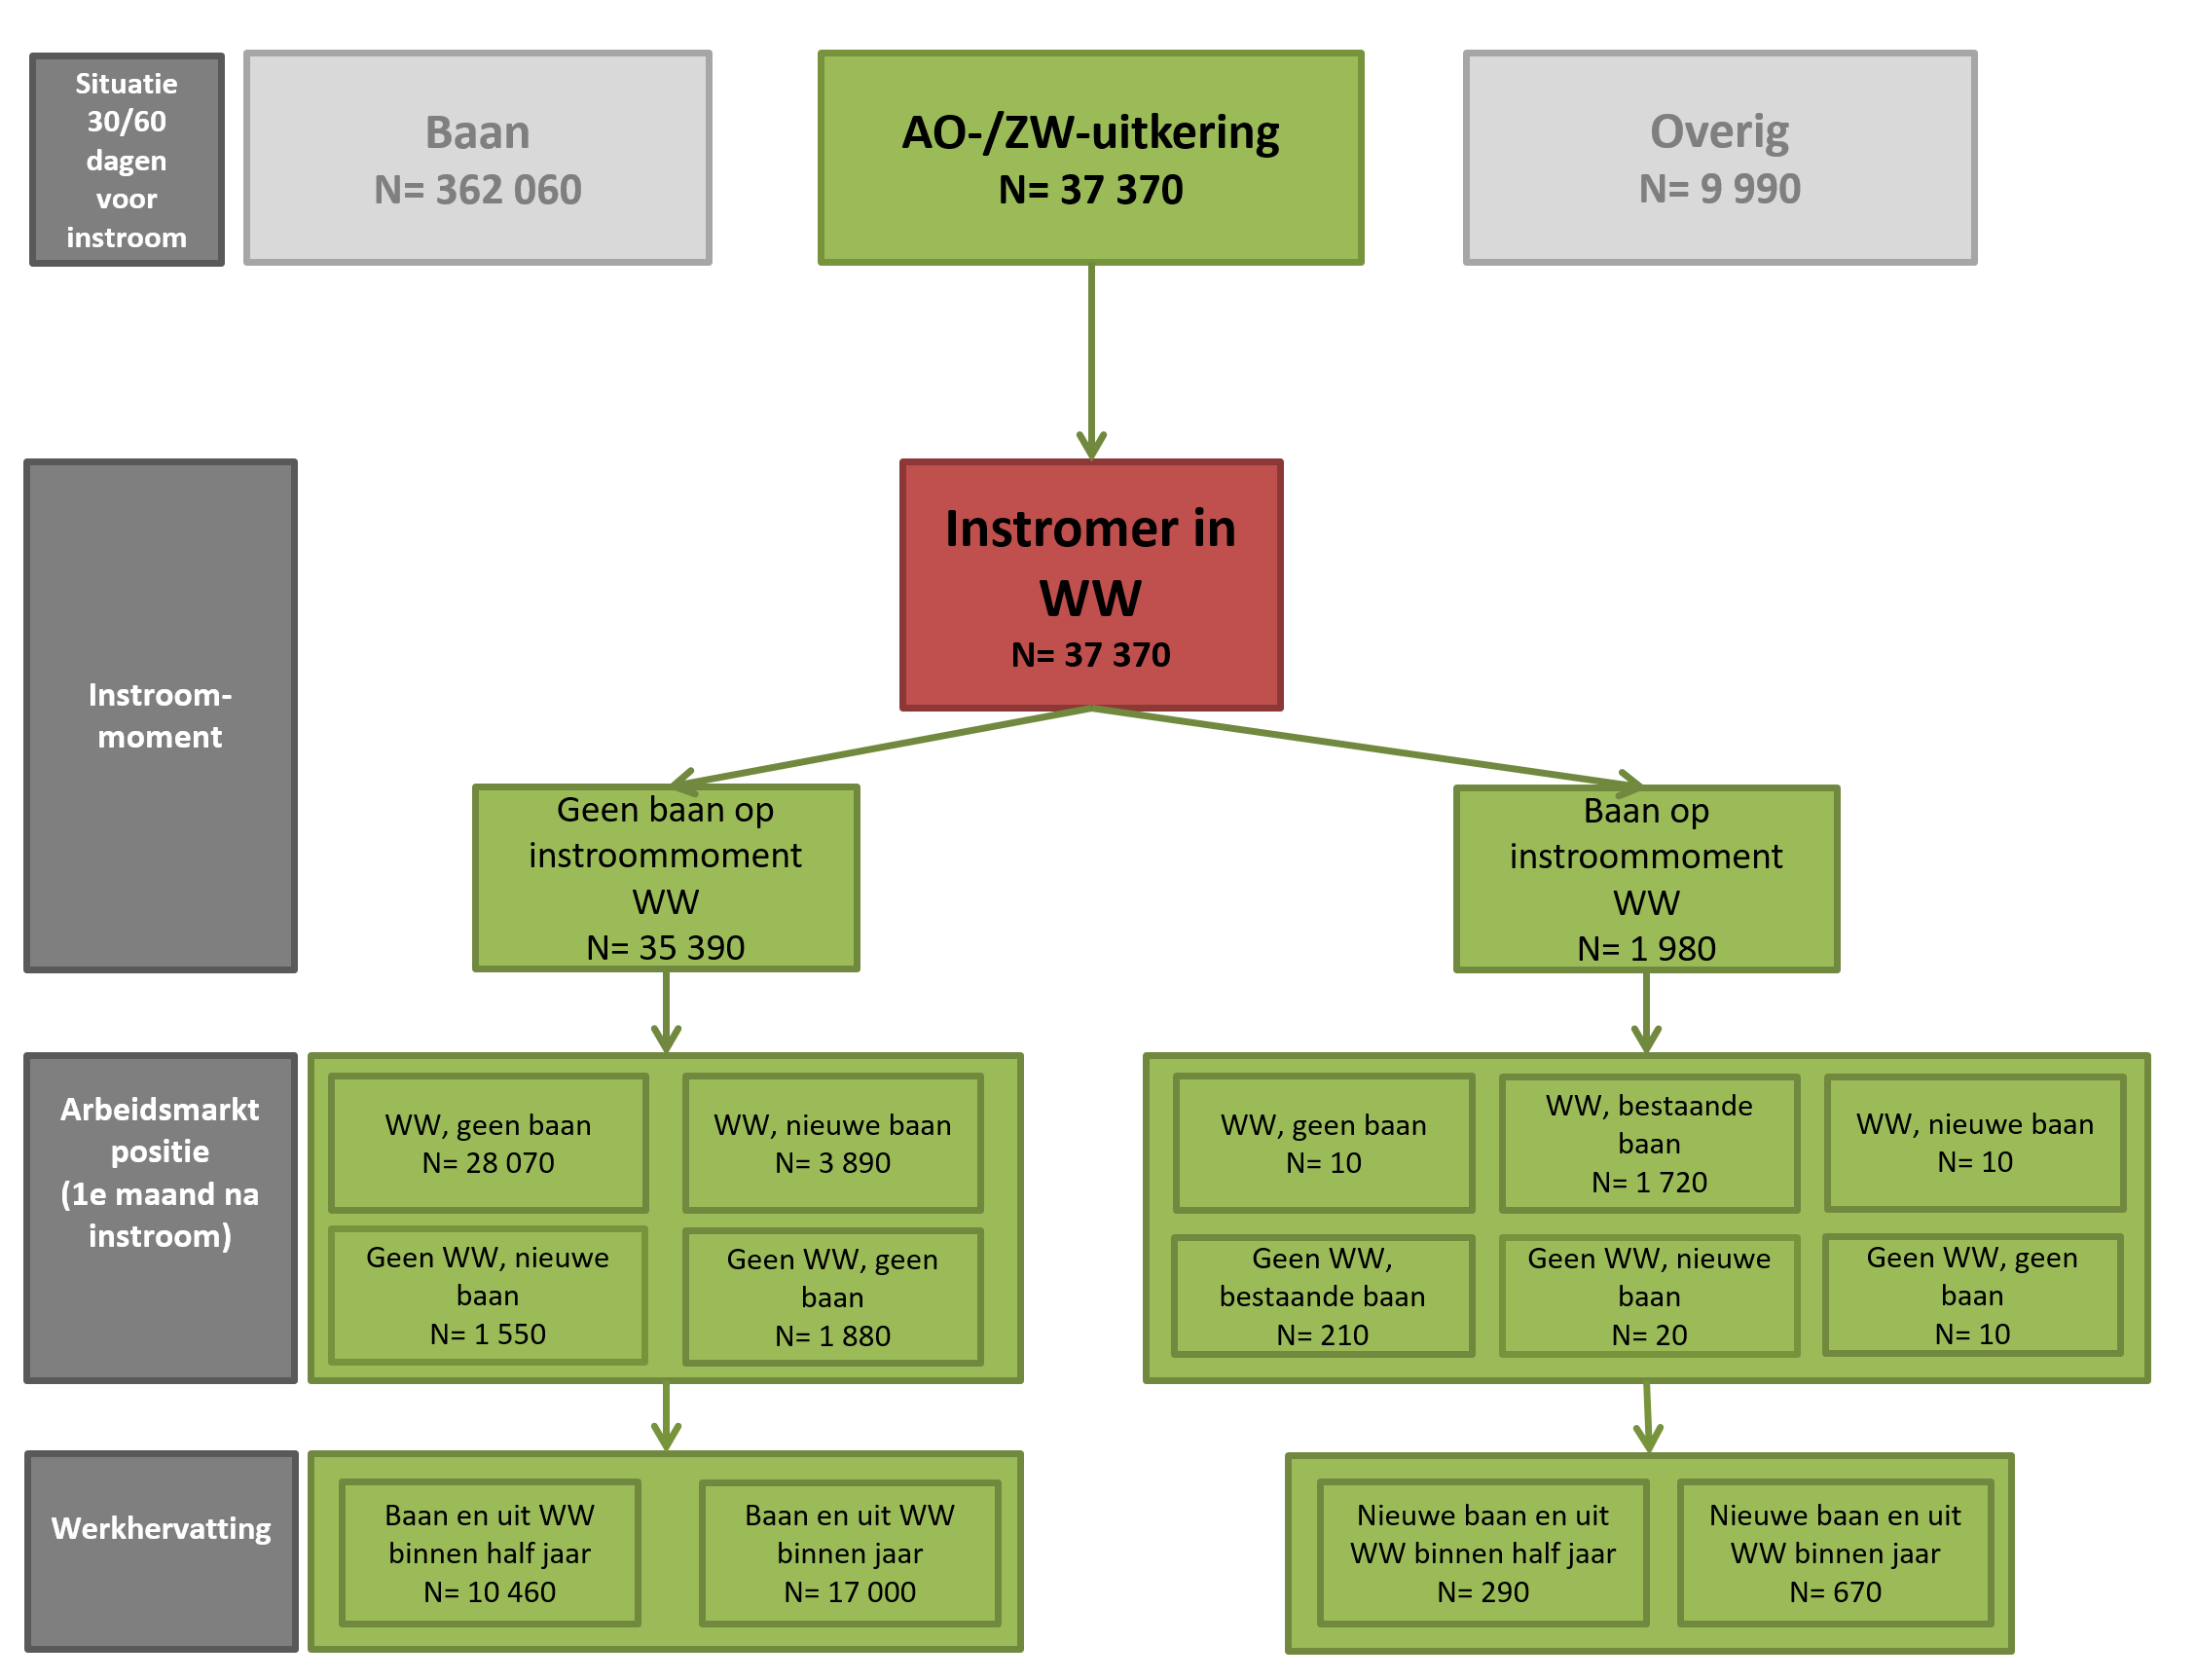 Situatie
30/60
dagen
voor
instroom
Baan
N= 362 060
AO-/ZW-uitkering
N= 37 370
Overig
N= 9 990
Instroom-
moment
Instromer in
WW
N= 37 370
Geen baan op
instroommoment
WW
N= 35 390
Baan op
instroommoment
WW
N= 1 980
Arbeidsmarkt
positie
(1e maand na
instroom)
WW, geen baan
N= 28 070
WW, nieuwe baan
N= 3 890
Geen WW, nieuwe
baan
N= 1 550
Geen WW, geen
baan
N= 1 880
WW, geen baan
N= 10
WW, bestaande
baan
N= 1 720
WW, nieuwe baan
N= 10
Geen WW,
bestaande baan
N= 210
Geen WW, nieuwe
baan
N= 20
Geen WW, geen
baan
N= 10
Werkhervatting
Baan en uit WW
binnen half jaar
N= 10 460
Baan en uit WW
binnen jaar
N= 17 000
Nieuwe baan en uit
WW binnen half jaar
N= 290
Nieuwe baan en uit
WW binnen jaar
N= 670